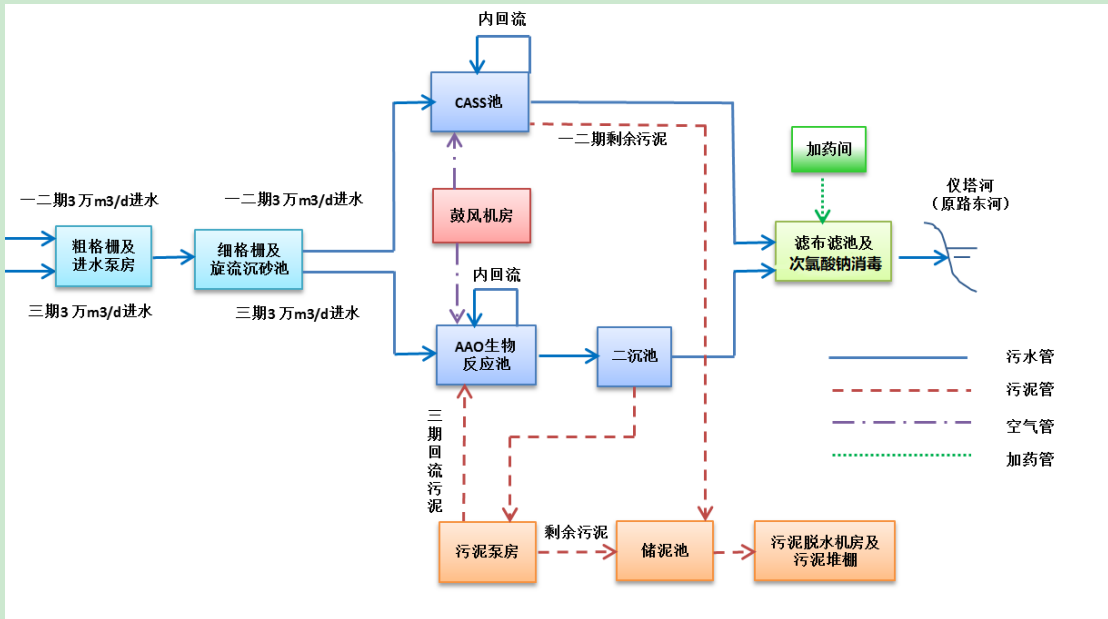 内回流
CASS池
一二期剩余污泥
加药间
一二期3万m3/d进水
一二期3万m3/d进水
鼓风机房
仪塔河
（原路东河）
粗格栅及
进水泵房
细格栅及
旋流沉砂池
滤布滤池及
次氯酸钠消毒
内回流
三期3万m3/d进水
三期3万m3/d进水
AAO生物
反应池
二沉池
污水管
污泥管
空气管
加药管
三期回流污泥
剩余污泥
污泥泵房
储泥池
污泥脱水机房及
污泥堆棚